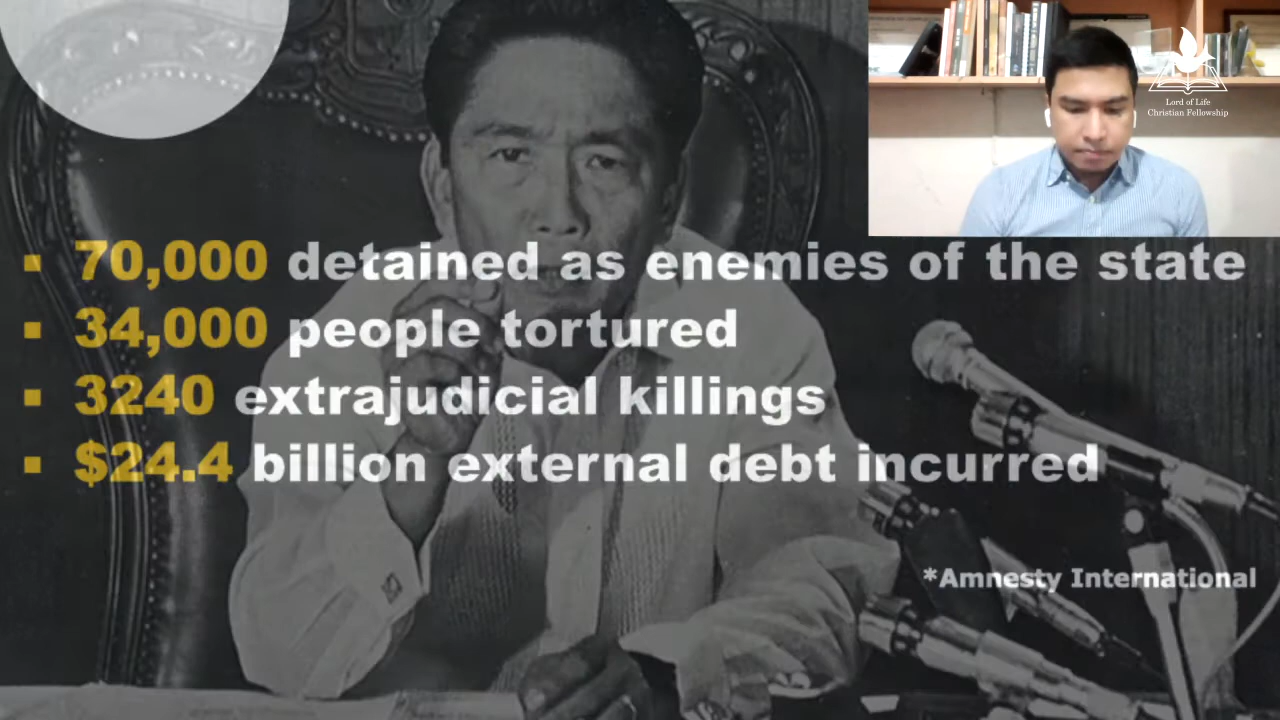 Lord of Life
Christian Fellowship
▪ 70,000 detained as enemies of the state
▪ 34,000 people tortured
▪ 3240 extrajudicial killings
▪ $24.4 billion external debt incurred
*Amnesty International